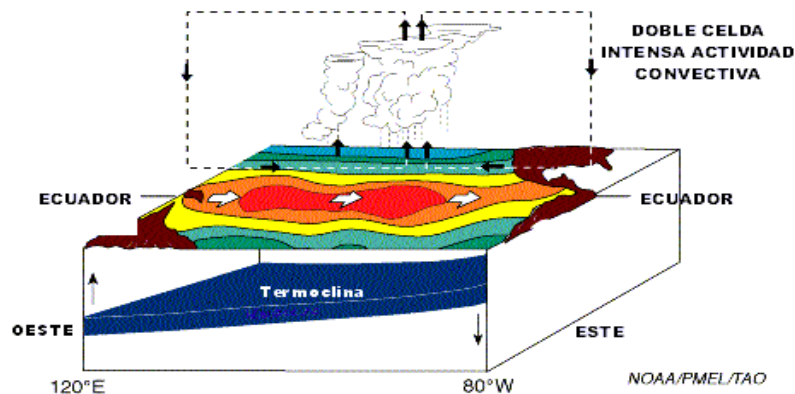 DOBLE CELDA
INTENSA ACTIVIDAD
CONVECTIVA
ECUADOR
ECUADOR
Termoclina
OESTE
ESTE
120°E
80°W
NOAA/PMEL/TAO